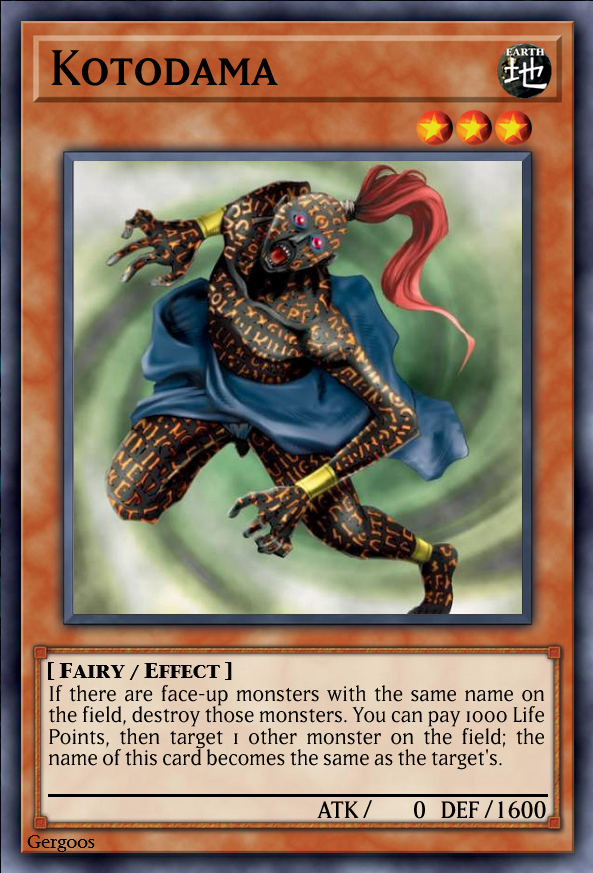 Kotodama
EARTH
地
[ Fairy / Effect ]
If there are face-up monsters with the same name on
the field, destroy those monsters. You can pay 1000 Life
Points, then target 1 other monster on the field; the
name of this card becomes the same as the target's.
ATK / 0 DEF /1600
Gergoos